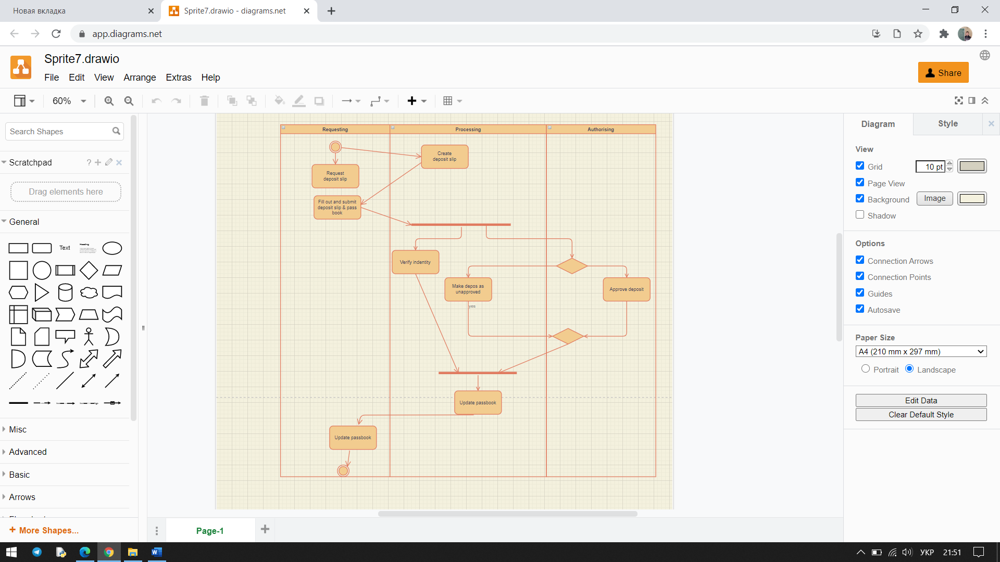 Новая вкладка
Sprite7.drawio - diagrams.net
app.diagrams.net
Sprite7.drawio
File Edit View Arrange Extras Help
Share
60%
Search Shapes
Scratchpad
?
Drag elements here
General
Text
Heading
Misc
Advanced
Basic
Arrows
+ More Shapes...
Requesting
Processing
Authorising
Create
deposit slip
Request
deposit slip
Fill out and submit
deposit slip & pass
book
Verify indentity
Make depos as
unapproved
yes
Approve deposit
Update passbook
Update passbook
Page-1
Diagram
Style
View
Grid
10 pt
Page View
Background
Image
Shadow
Options
Connection Arrows
Connection Points
Guides
Autosave
Paper Size
A4 (210 mm x 297 mm)
Portrait
Landscape
Edit Data
Clear Default Style
УКР
21:51